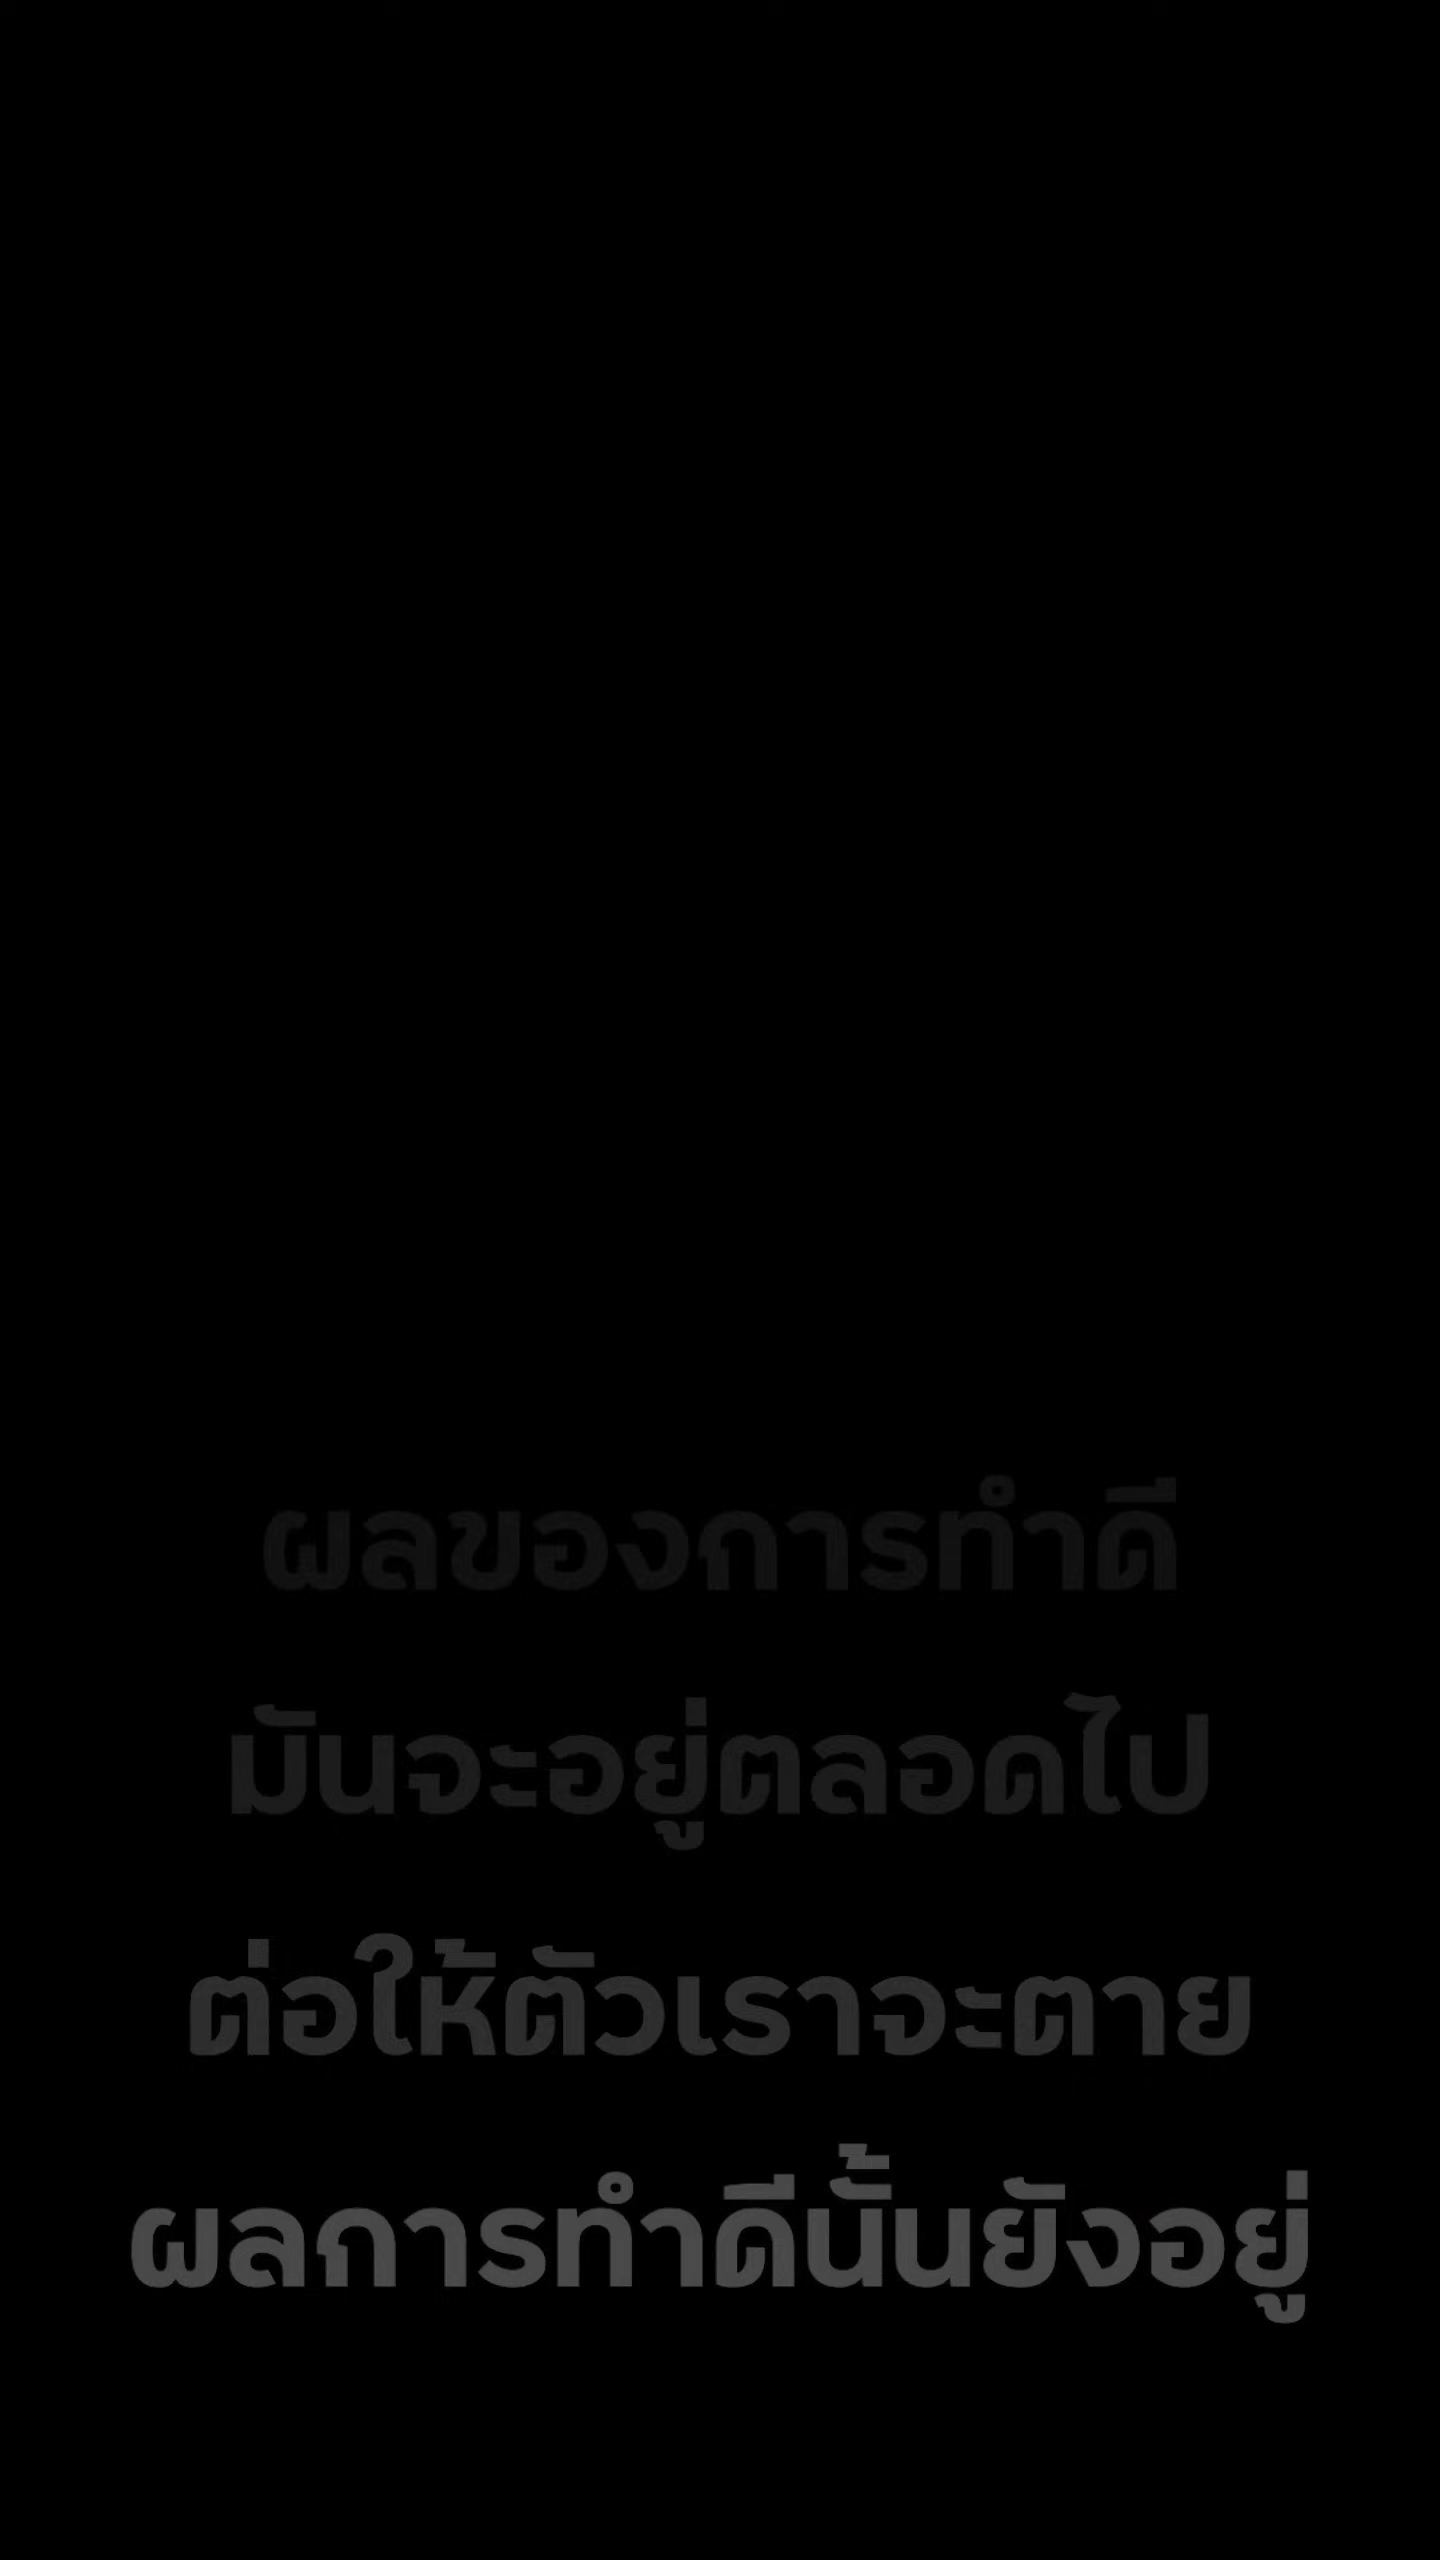 ผลของการทำดี
มันจะอยู่ตลอดไป
ต่อให้ตัวเราจะตาย
ผลการทำดีนั้นยังอยู่